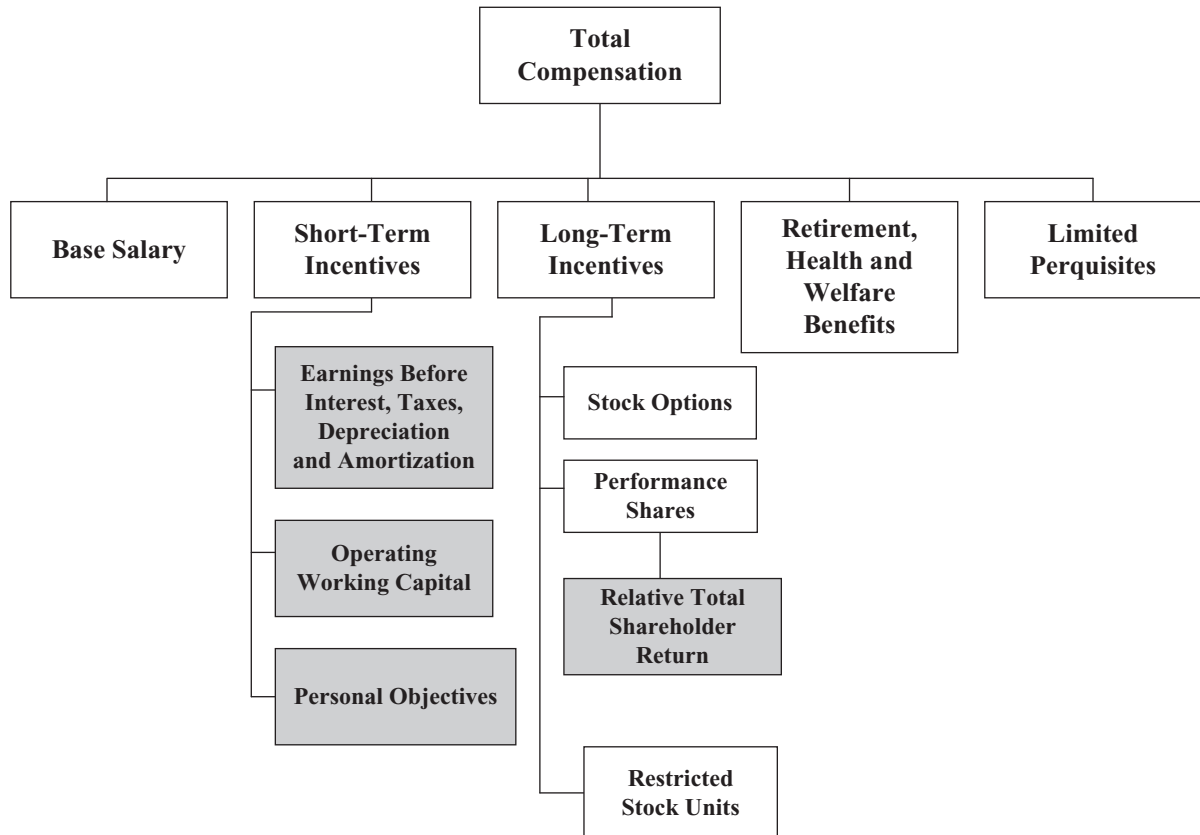 Total
Compensation
Base Salary
Short-Term
Incentives
Long-Term
Incentives
Retirement,
Health and
Welfare
Benefits
Limited
Perquisites
Earnings Before
Interest, Taxes,
Depreciation
and Amortization
Operating
Working Capital
Personal Objectives
Stock Options
Performance
Shares
Relative Total
Shareholder
Return
Restricted
Stock Units